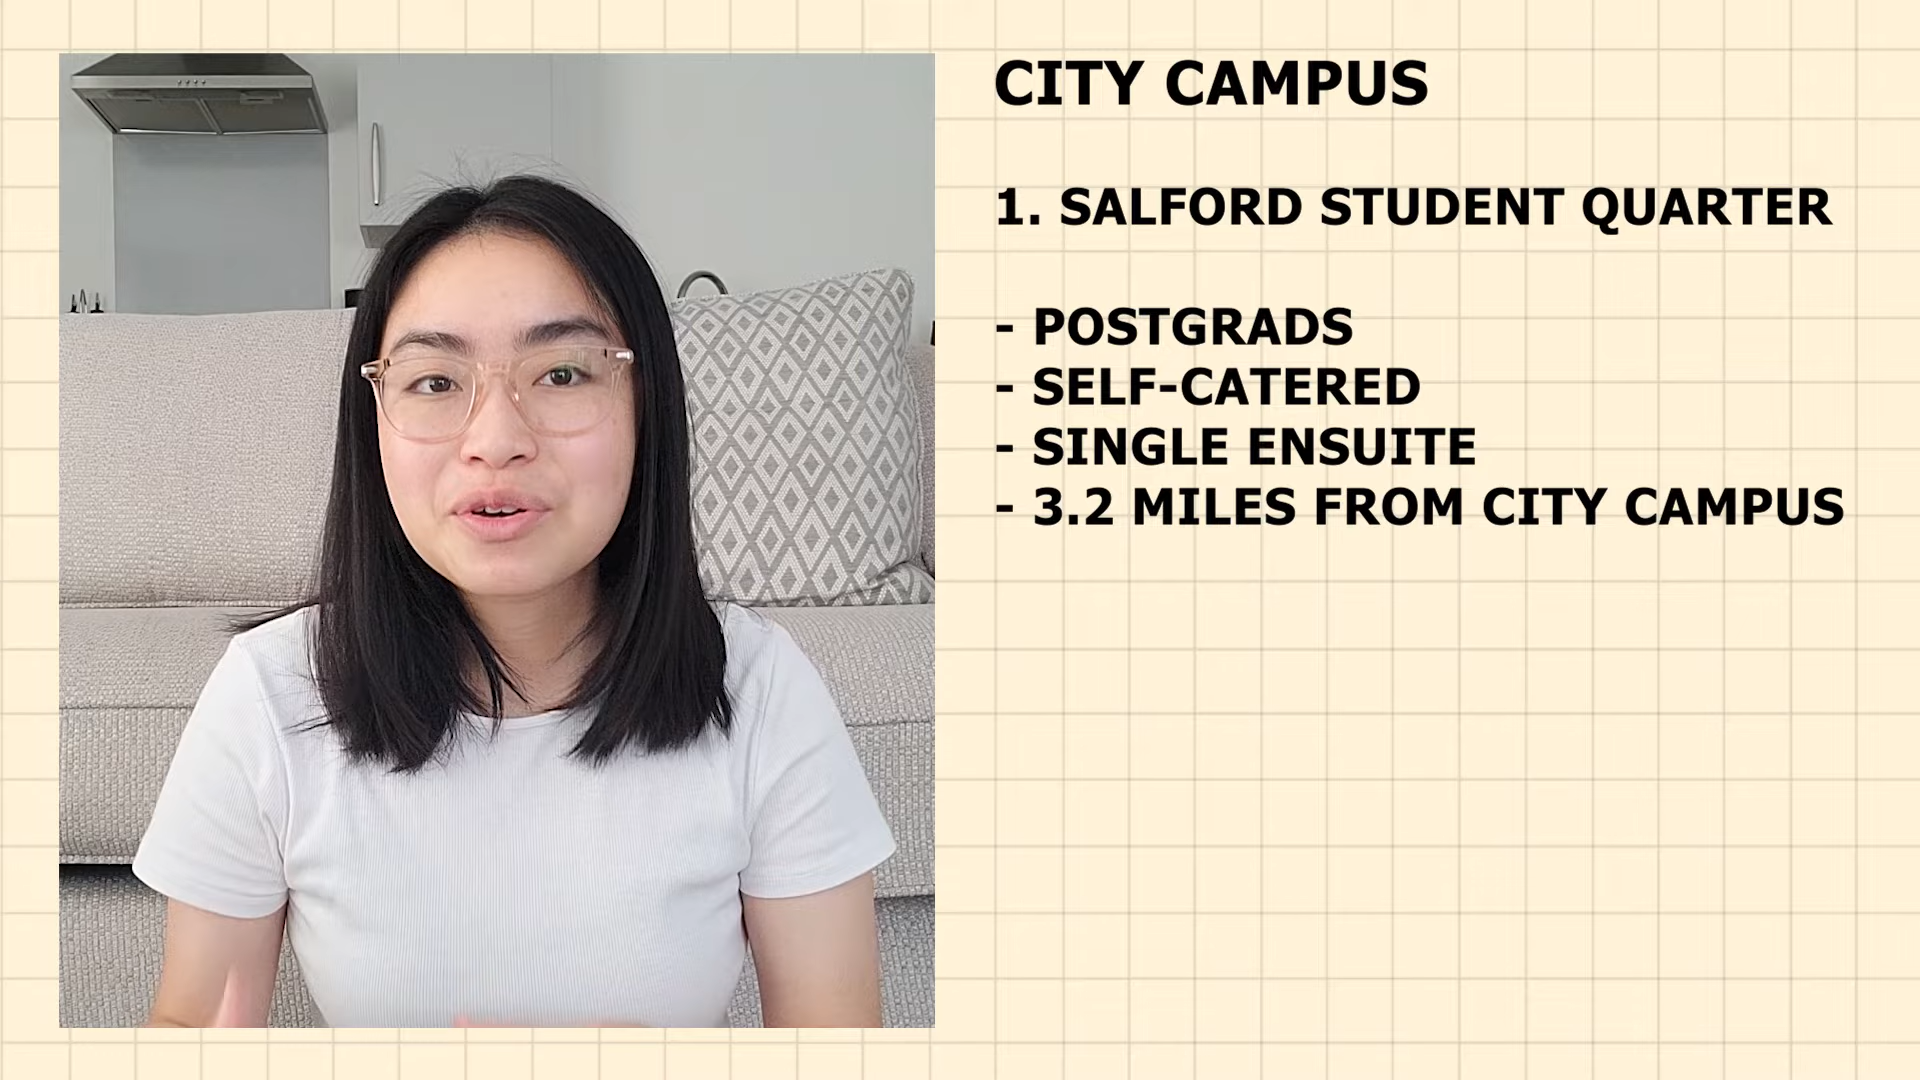 CITY CAMPUS
1. SALFORD STUDENT QUARTER
- POSTGRADS
- SELF-CATERED
- SINGLE ENSUITE
- 3.2 MILES FROM CITY CAMPUS